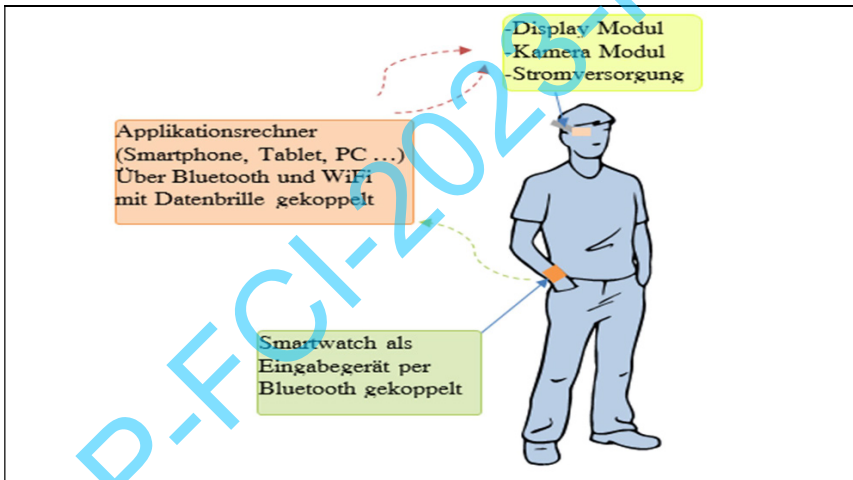 -Display Modul
-Kamera Modul
-Stromversorgung
Applikationsrechner
(Smartphone, Tablet, PC ...)
Über Bluetooth und WiFi
mit Datenbrille gekoppelt
Smartwatch als
Eingabegerät per
Bluetooth gekoppelt
P-FCI-2023-